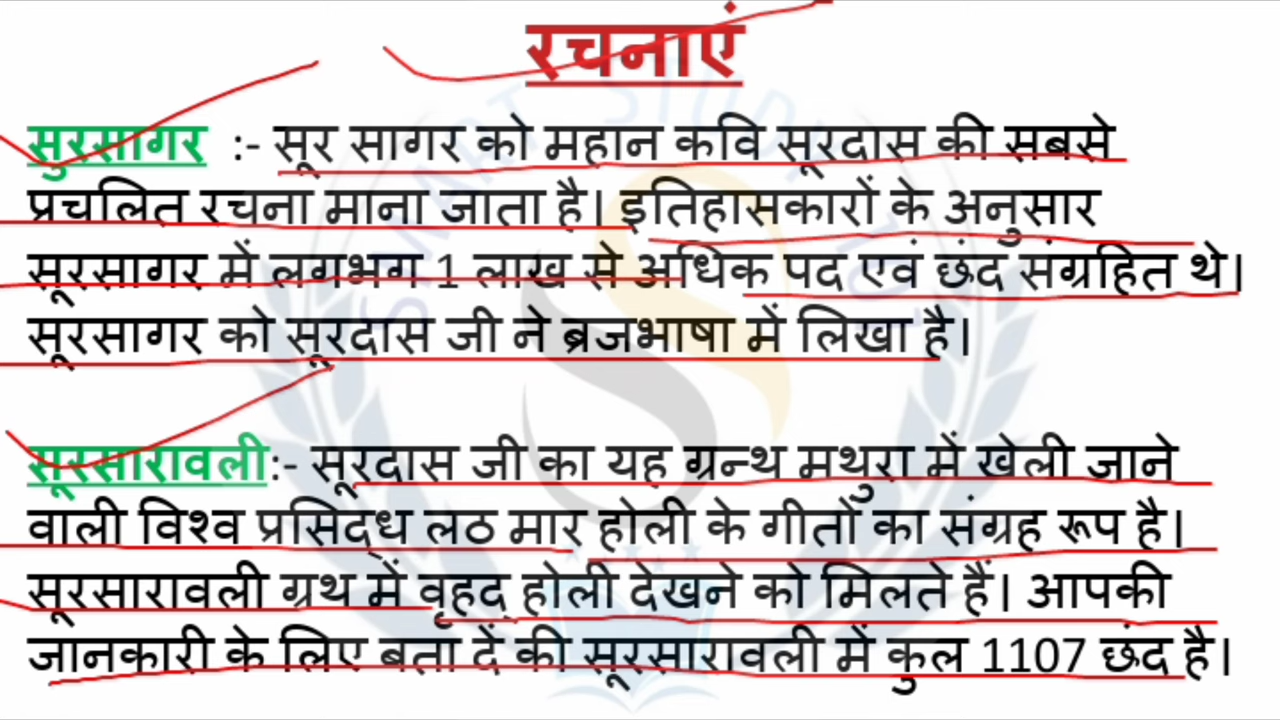 रचनाएं
सुरसागर :- सूर सागर को महान कवि सूरदास की सबसे
प्रचलित रचना माना जाता है। इतिहासकारों के अनुसार
सूरसागर में लगभग 1 लाख से अधिक पद एवं छंद संग्रहित थे।
सूरसागर को सूरदास जी ने ब्रजभाषा में लिखा है।
सूरसारावली:- सूरदास जी का यह ग्रन्थ मथुरा में खेली जाने
वाली विश्व प्रसिद्ध लठ मार होली के गीतों का संग्रह रूप है।
सूरसारावली ग्रथ में वृहद् होली देखने को मिलते हैं। आपकी
जानकारी के लिए बता दें की सूरसारावली में कुल 1107 छंद है।